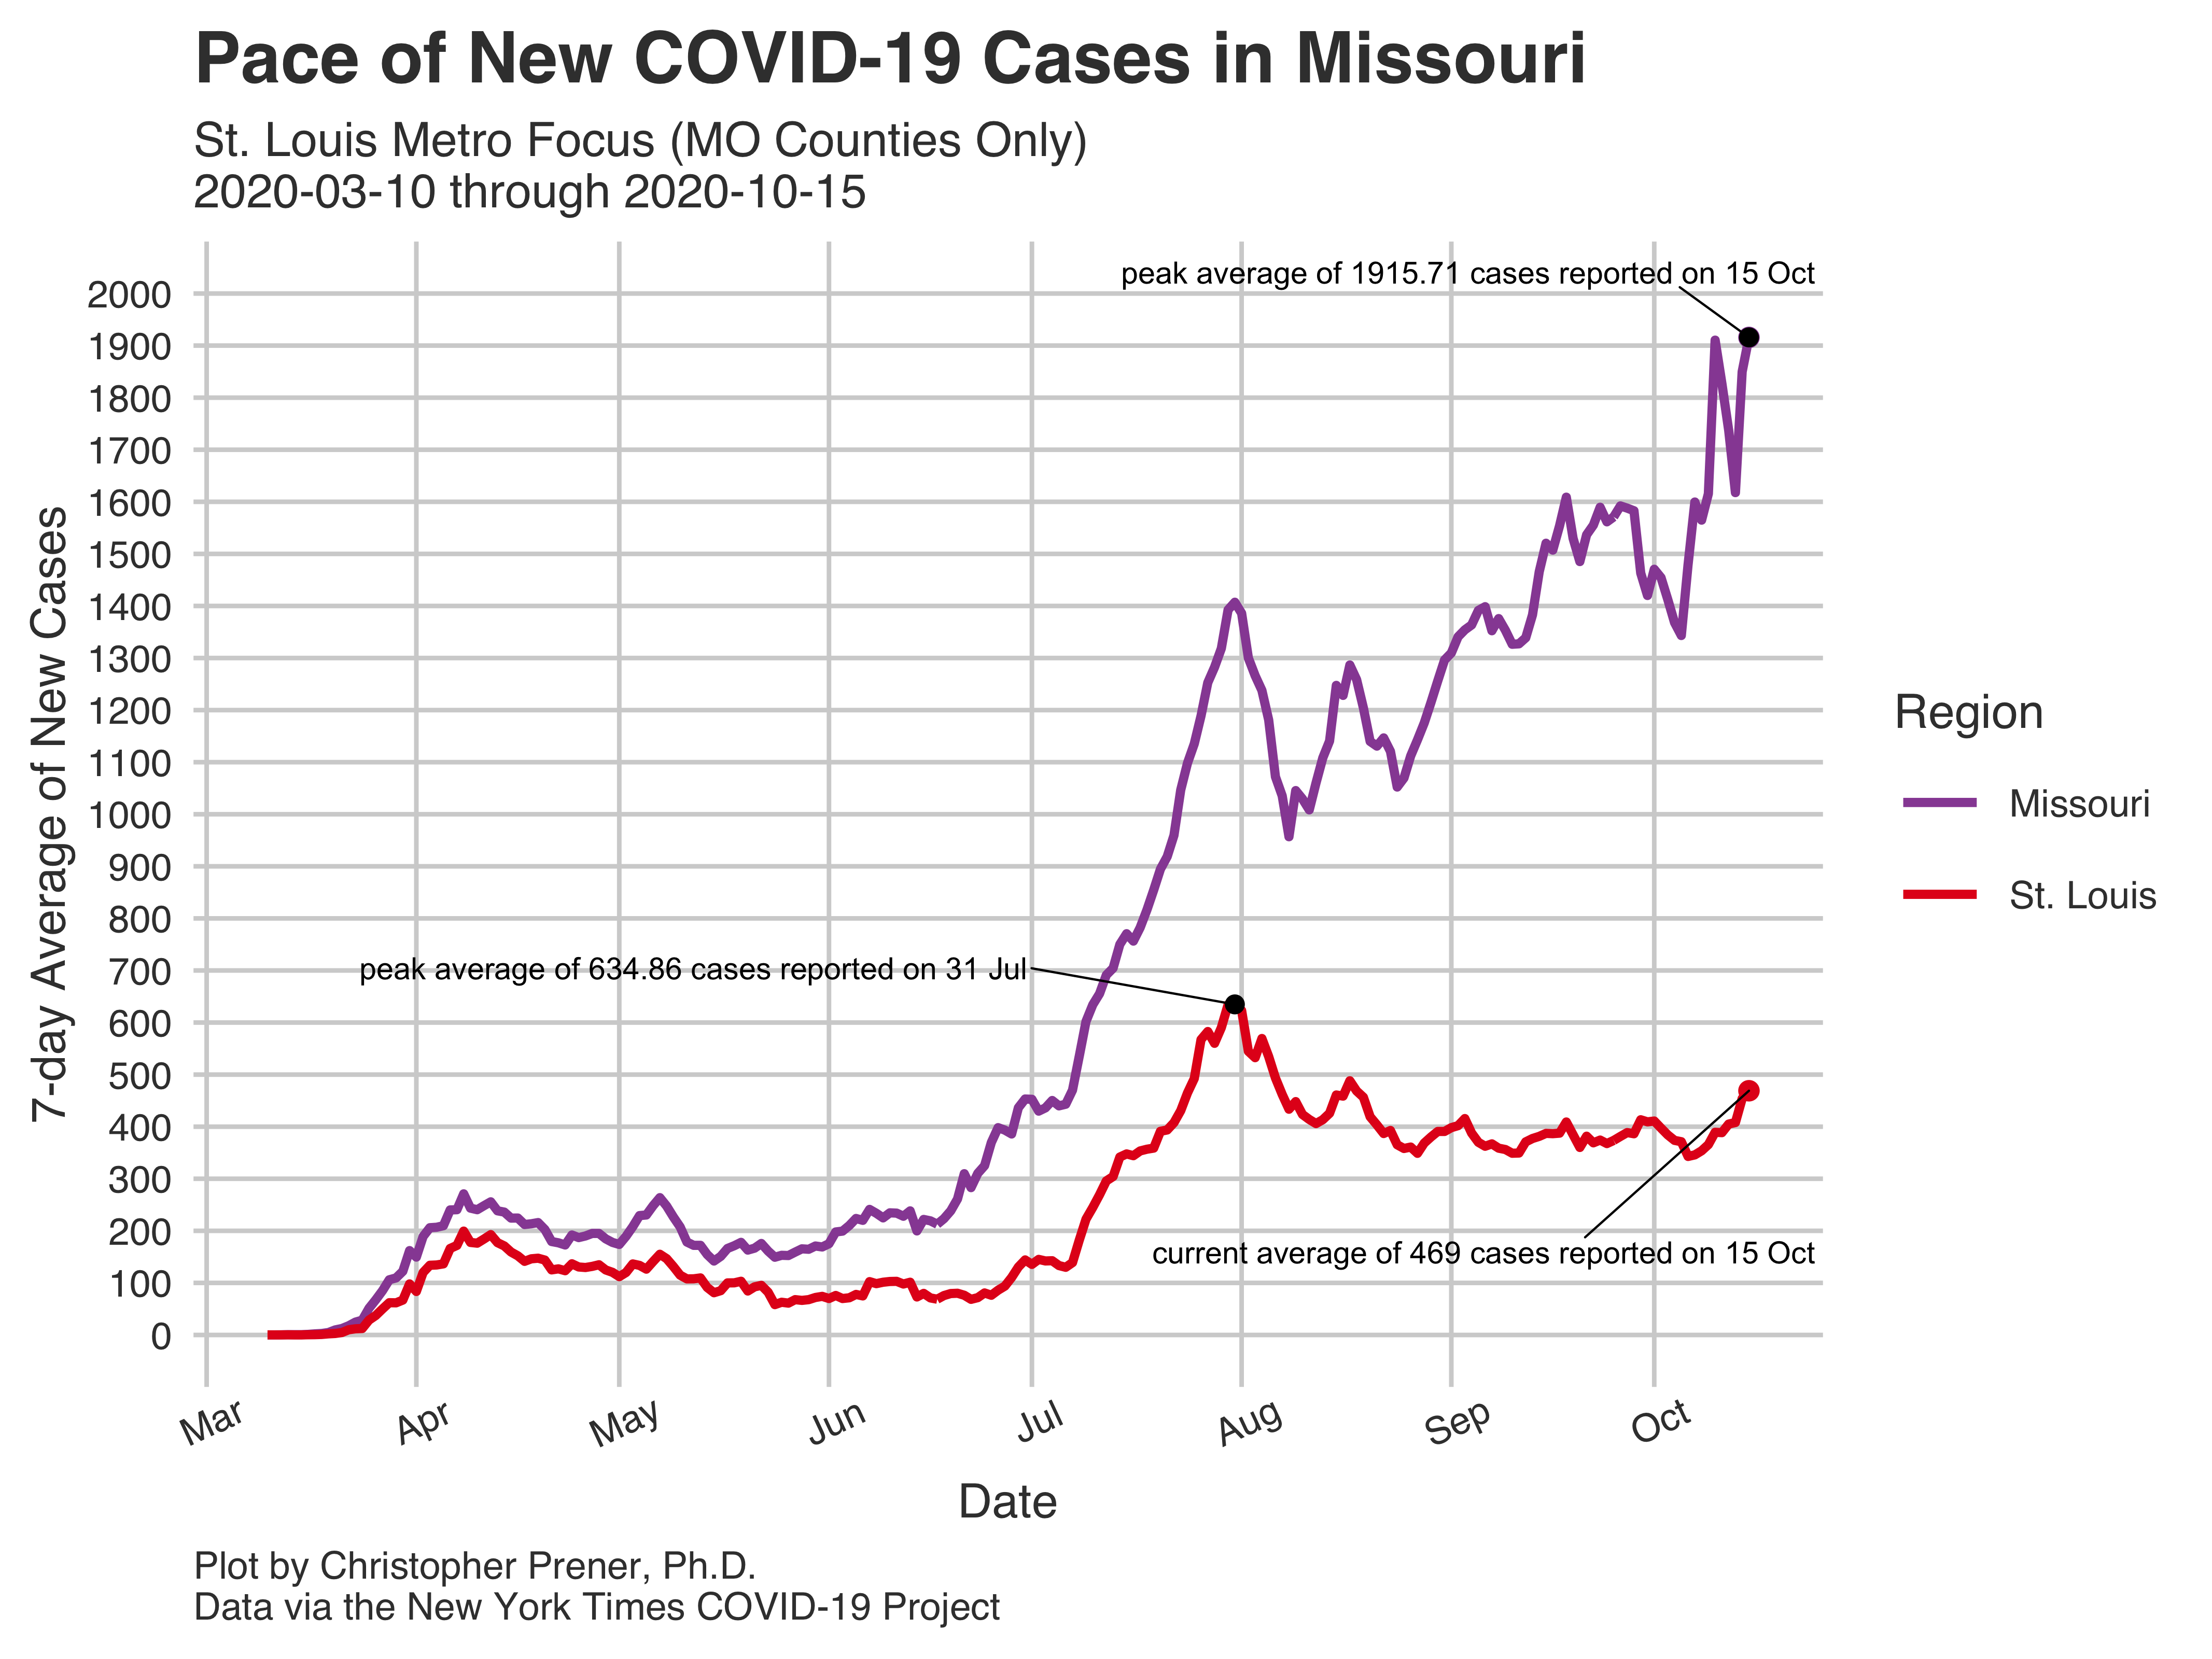 Pace of New COVID-19 Cases in Missouri
St. Louis Metro Focus (MO Counties Only)
2020-03-10 through 2020-10-15
peak average of 1915.71 cases reported on 15 Oct
2000
1900
1800
1700
1600
1500
1400
1300
1200
1100
1000
900
800
700
600
500
400
300
200
100
0
7-day Average of New Cases
peak average of 634.86 cases reported on 31 Jul
current average of 469 cases reported on 15 Oct
Mar
Apr
May
Jun
Jul
Aug
Sep
Oct
Date
Region
Missouri
St. Louis
Plot by Christopher Prener, Ph.D.
Data via the New York Times COVID-19 Project